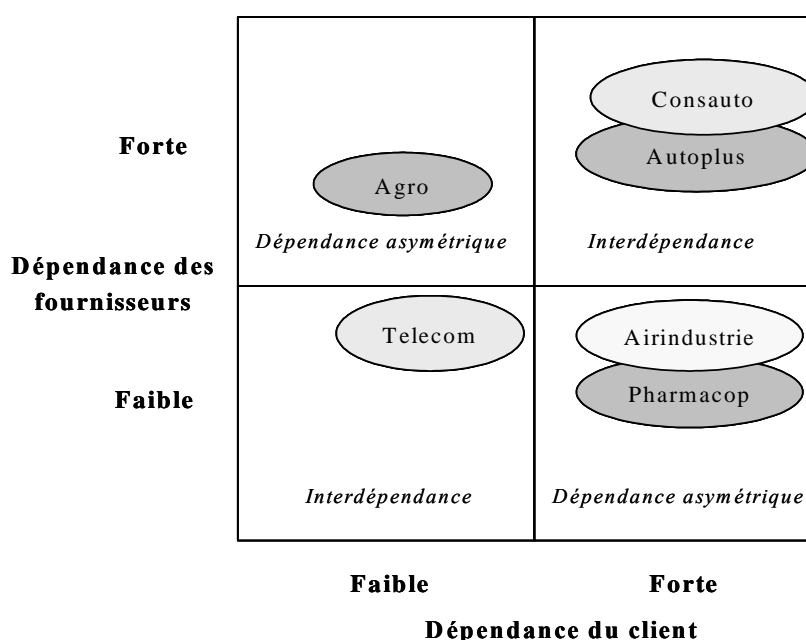 Consauto
Forte
Autoplus
Agro
Dépendance asymétrique
Interdépendance
Dépendance des
fournisseurs
Telecom
Airindustrie
Faible
Pharmacop
Interdépendance
Dépendance asymétrique
Faible
Forte
Dépendance du client